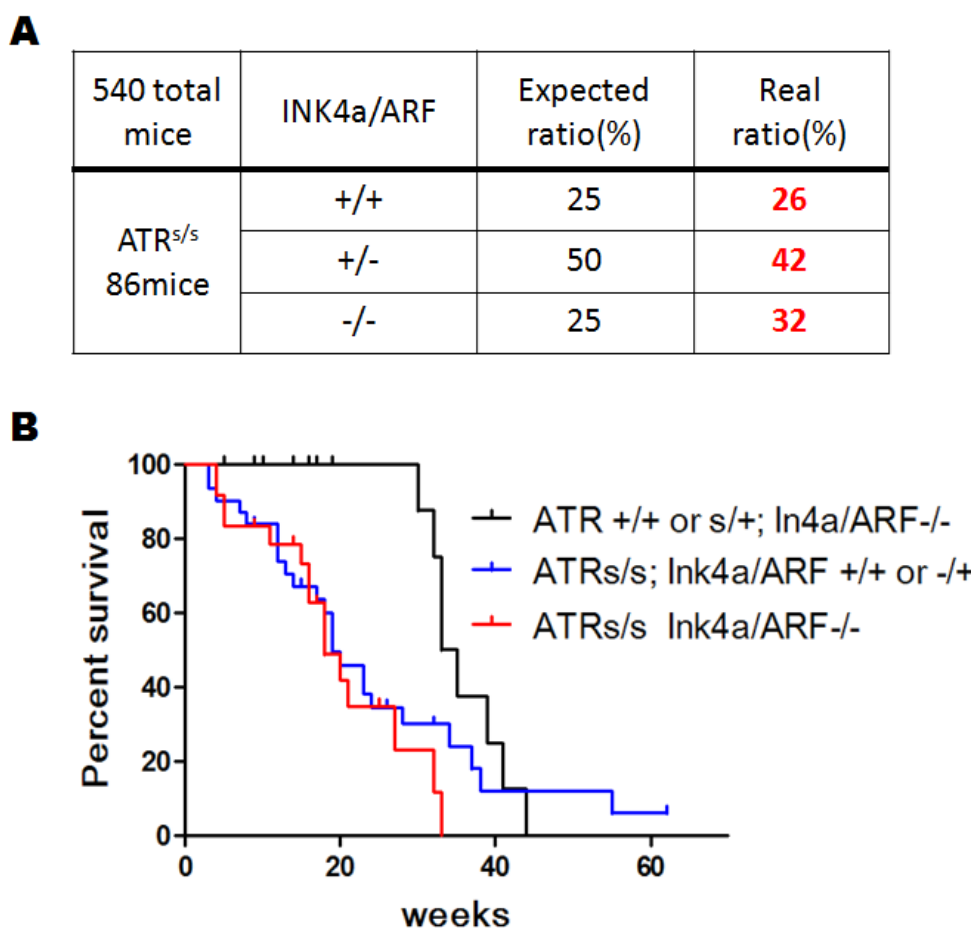 A
540 total mice INK4a/ARF Expected ratio(%) Real ratio(%)
ATRs/s 86mice +/+ 25 26
+/- 50 42
-/- 25 32
B
100
80
60
40
20
0
Percent survival
ATR +/+ or s/+; In4a/ARF-/-
ATRs/s; Ink4a/ARF +/+ or -/+
ATRs/s Ink4a/ARF-/-
0 20 40 60
weeks